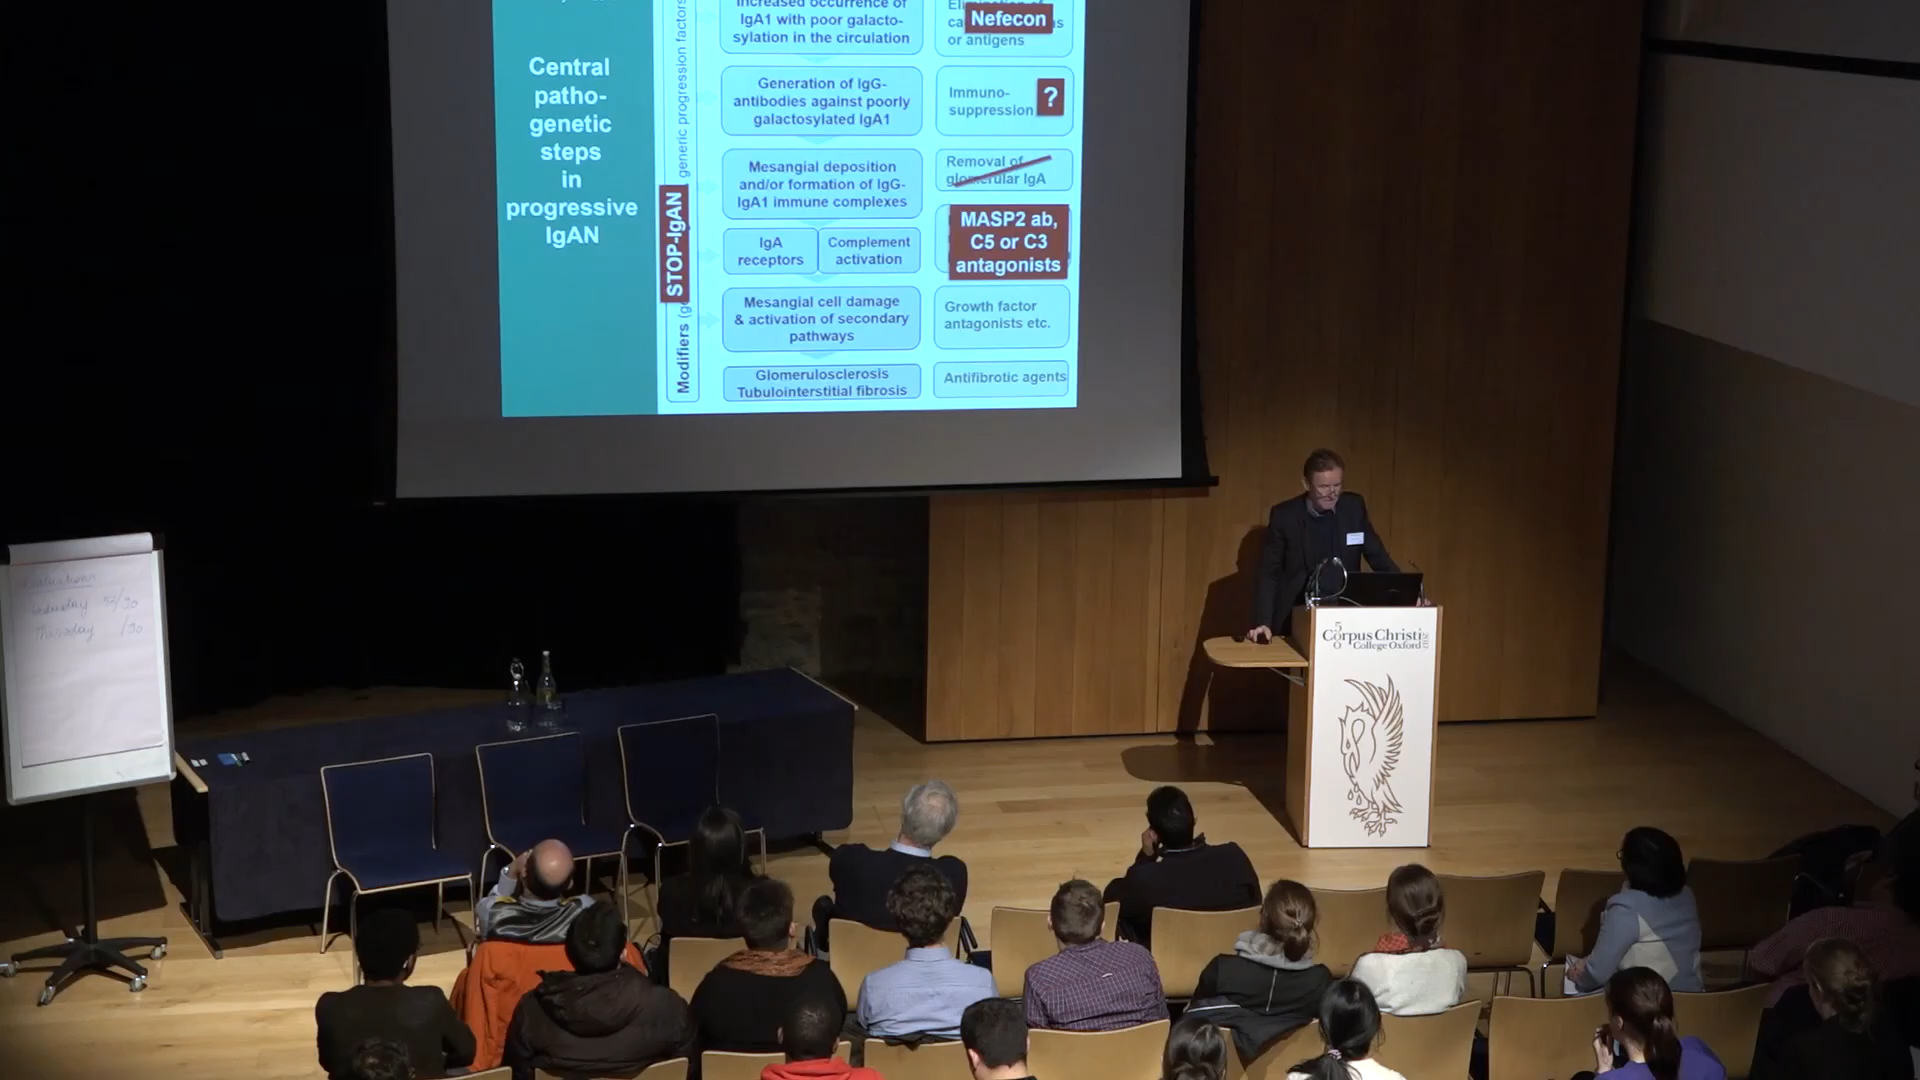 Central
patho-
genetic
steps
in
progressive
IgAN
generic progression factors
STOP-IgAN
Modifiers (g
Increased occurrence of
IgA1 with poor galacto-
sylation in the circulation
Generation of IgG-
antibodies against poorly
galactosylated IgA1
Mesangial deposition
and/or formation of IgG-
IgA1 immune complexes
IgA
receptors
Complement
activation
Mesangial cell damage
& activation of secondary
pathways
Glomerulosclerosis
Tubulointerstitial fibrosis
Nefecon
or antigens
Immuno-
suppression
?
Removal of
glomerular IgA
MASP2 ab,
C5 or C3
antagonists
Growth factor
antagonists etc.
Antifibrotic agents
Thursday /90
5
Corpus Christi
0 College Oxford